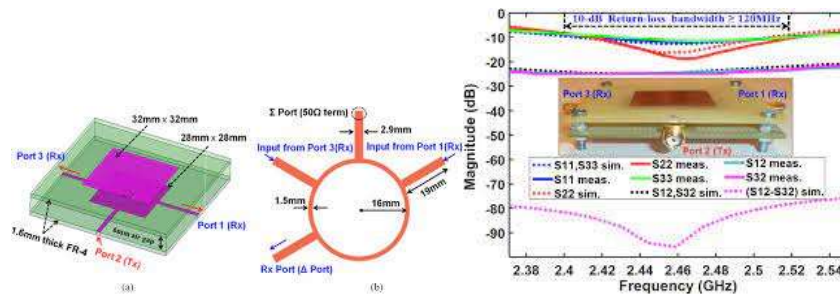 32mm x 32mm
28mm x 28mm
Port 3 (Rx)
Port 1 (Rx)
1.6mm thick FR-4
Port 2 (Tx)
air gap
(a)
Σ Port (50Ω term)
2.9mm
Input from Port 3(Rx)
Input from Port 1(Rx)
19mm
1.5mm
16mm
Rx Port (Δ Port)
(b)
0
-10
-20
-30
-40
-50
-60
-70
-80
-90
Magnitude (dB)
10-dB Return-loss bandwidth ≥ 120MHz
Port 3 (Rx)
Port 1 (Rx)
Port 2 (Tx)
S11,S33 sim.
S22 meas.
S12 meas.
S11 meas.
S33 meas.
S32 meas.
S22 sim.
S12,S32 sim.
(S12-S32) sim.
2.38
2.4
2.42
2.44
2.46
2.48
2.5
2.52
2.54
Frequency (GHz)